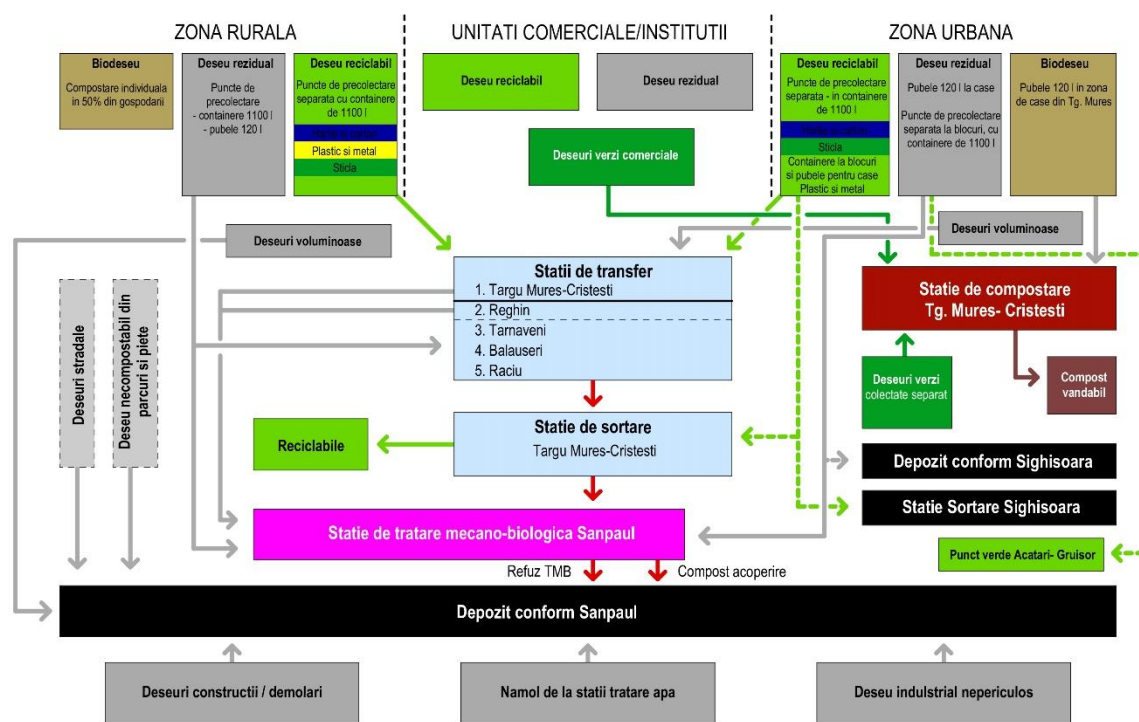 ZONA RURALA
UNITATI COMERCIALE/INSTITUTII
ZONA URBANA
Biodeseu
Compostare individuala
in 50% din gospodarii
Deseu rezidual
Puncte de
precolectare
- containere 1100 l
- pubele 120 l
Deseu reciclabil
Puncte de precolectare
separata cu containere
de 1100 l
Plastic si metal
Sticla
Deseu reciclabil
Deseu rezidual
Deseuri verzi comerciale
Deseu reciclabil
Puncte de precolectare
separata - in containere
de 1100 l
Sticla
Containere la blocuri
si pubele pentru case
Plastic si metal
Deseu rezidual
Pubele 120 l la case
Puncte de precolectare
separata la blocuri, cu
containere de 1100 l
Biodeseu
Pubele 120 l in zona
de case din Tg. Mures
Deseuri voluminoase
Deseuri voluminoase
Deseuri stradale
Deseu necompostabil din
parcuri si piete
Statii de transfer
1. Targu Mures-Cristesti
2. Reghin
3. Tarnaveni
4. Balauseri
5. Raciu
Statie de compostare
Tg. Mures- Cristesti
Deseuri verzi
colectate separat
Compost
vandabil
Reciclabile
Statie de sortare
Targu Mures-Cristesti
Depozit conform Sighisoara
Statie Sortare Sighisoara
Statie de tratare mecano-biologica Sanpaul
Punct verde Acatari- Gruisor
Refuz TMB
Compost acoperire
Depozit conform Sanpaul
Deseuri constructii / demolari
Namol de la statii tratare apa
Deseu indulstrial nepericulos